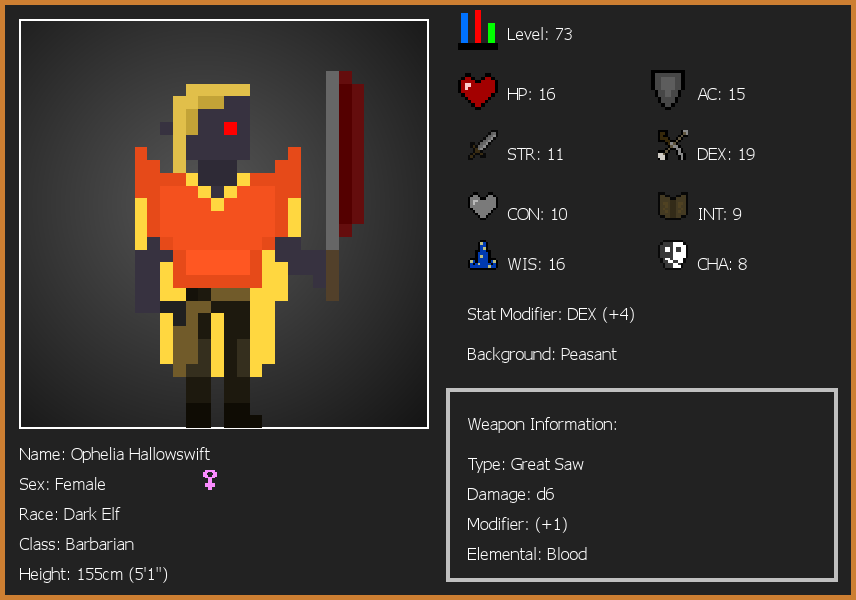 Level: 73
HP: 16
AC: 15
STR: 11
DEX: 19
CON: 10
INT: 9
WIS: 16
CHA: 8
Stat Modifier: DEX (+4)
Background: Peasant
Weapon Information:
Type: Great Saw
Damage: d6
Modifier: (+1)
Elemental: Blood
Name: Ophelia Hallowswift
Sex: Female
Race: Dark Elf
Class: Barbarian
Height: 155cm (5'1")